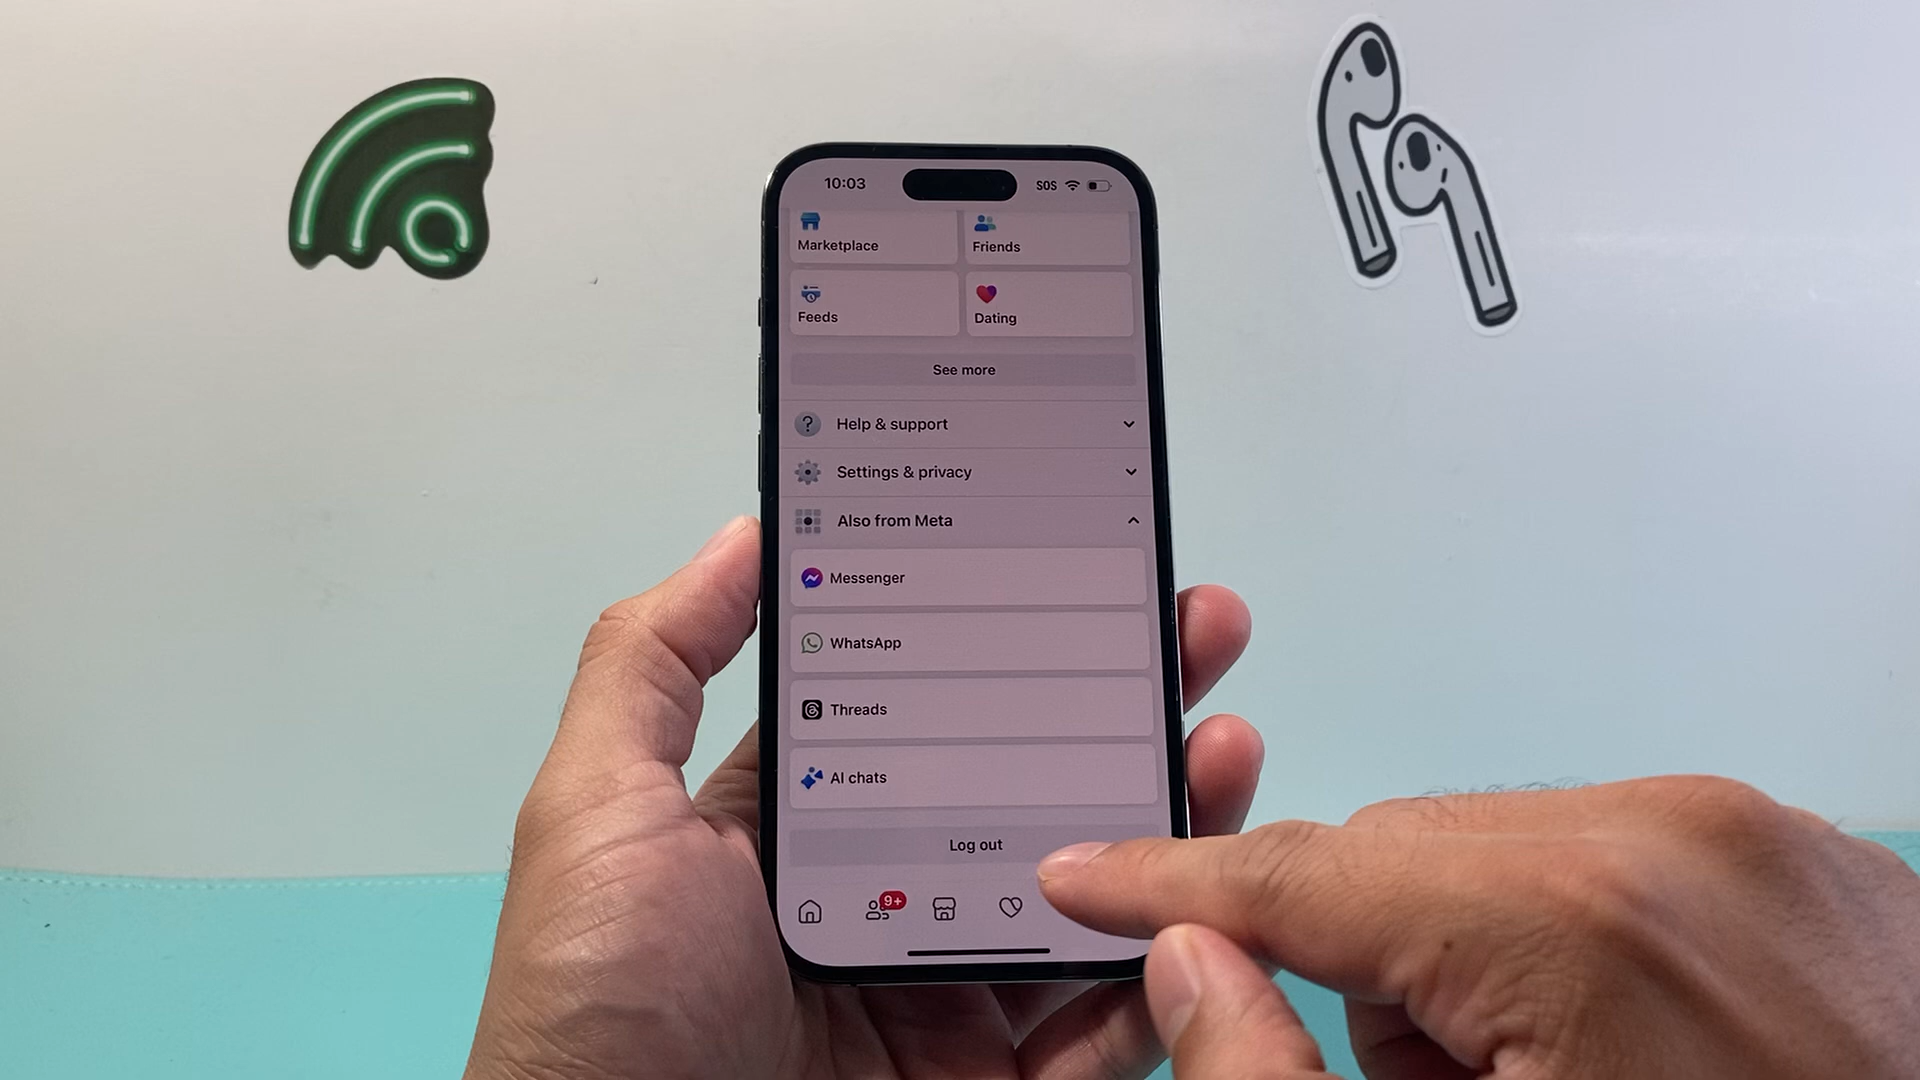 10:03
SOS
Marketplace
Friends
Feeds
Dating
See more
Help & support
Settings & privacy
Also from Meta
Messenger
WhatsApp
Threads
AI chats
Log out
9+